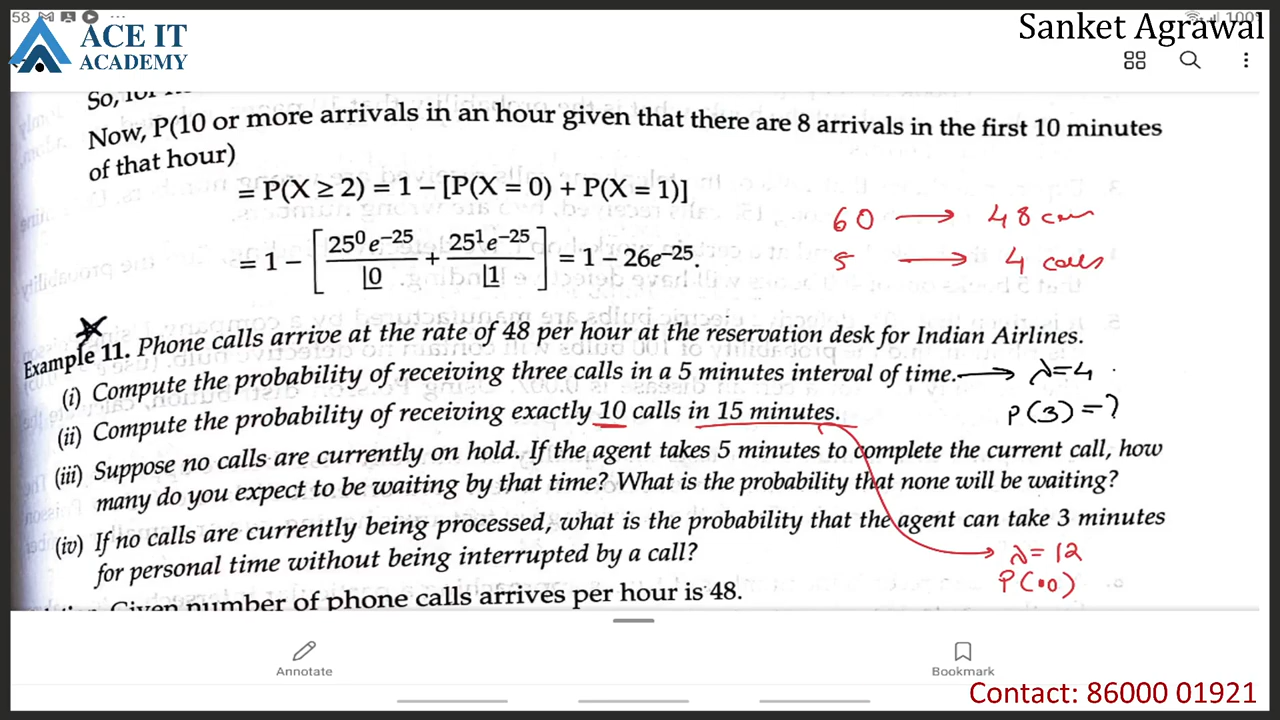 58
100%
ACE IT
ACADEMY
Sanket Agrawal
So, for
Now, P(10 or more arrivals in an hour given that there are 8 arrivals in the first 10 minutes
of that hour)
= P(X ≥ 2) = 1 – [P(X = 0) + P(X = 1)]
= 1 – [25⁰e⁻²⁵/⌊0 + 25¹e⁻²⁵/⌊1] = 1 – 26e⁻²⁵.
60 → 48
5 → 4 calls
Example 11. Phone calls arrive at the rate of 48 per hour at the reservation desk for Indian Airlines.
(i) Compute the probability of receiving three calls in a 5 minutes interval of time. → λ=4
P(3)=?
(ii) Compute the probability of receiving exactly 10 calls in 15 minutes.
(iii) Suppose no calls are currently on hold. If the agent takes 5 minutes to complete the current call, how
many do you expect to be waiting by that time? What is the probability that none will be waiting?
(iv) If no calls are currently being processed, what is the probability that the agent can take 3 minutes
for personal time without being interrupted by a call?
λ=12
Given number of phone calls arrives per hour is 48.
Annotate
Bookmark
Contact: 86000 01921